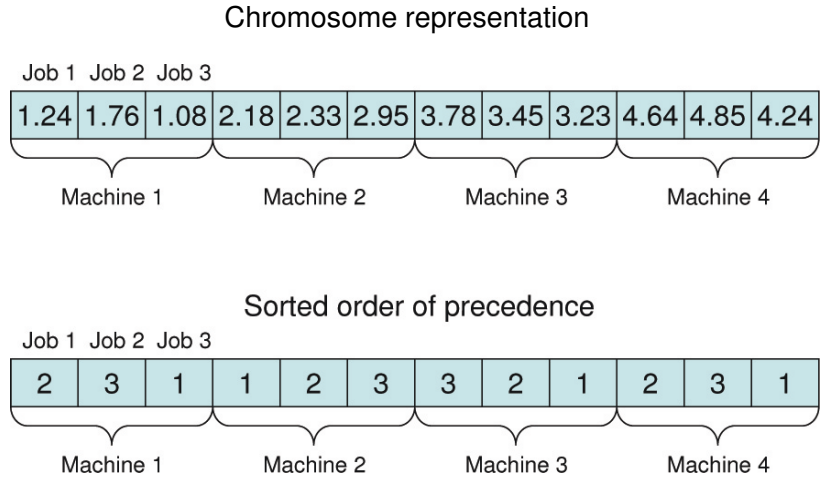 Chromosome representation
Job 1 Job 2 Job 3
1.24 1.76 1.08 2.18 2.33 2.95 3.78 3.45 3.23 4.64 4.85 4.24
Machine 1 Machine 2 Machine 3 Machine 4
Sorted order of precedence
Job 1 Job 2 Job 3
2 3 1 1 2 3 3 2 1 2 3 1
Machine 1 Machine 2 Machine 3 Machine 4